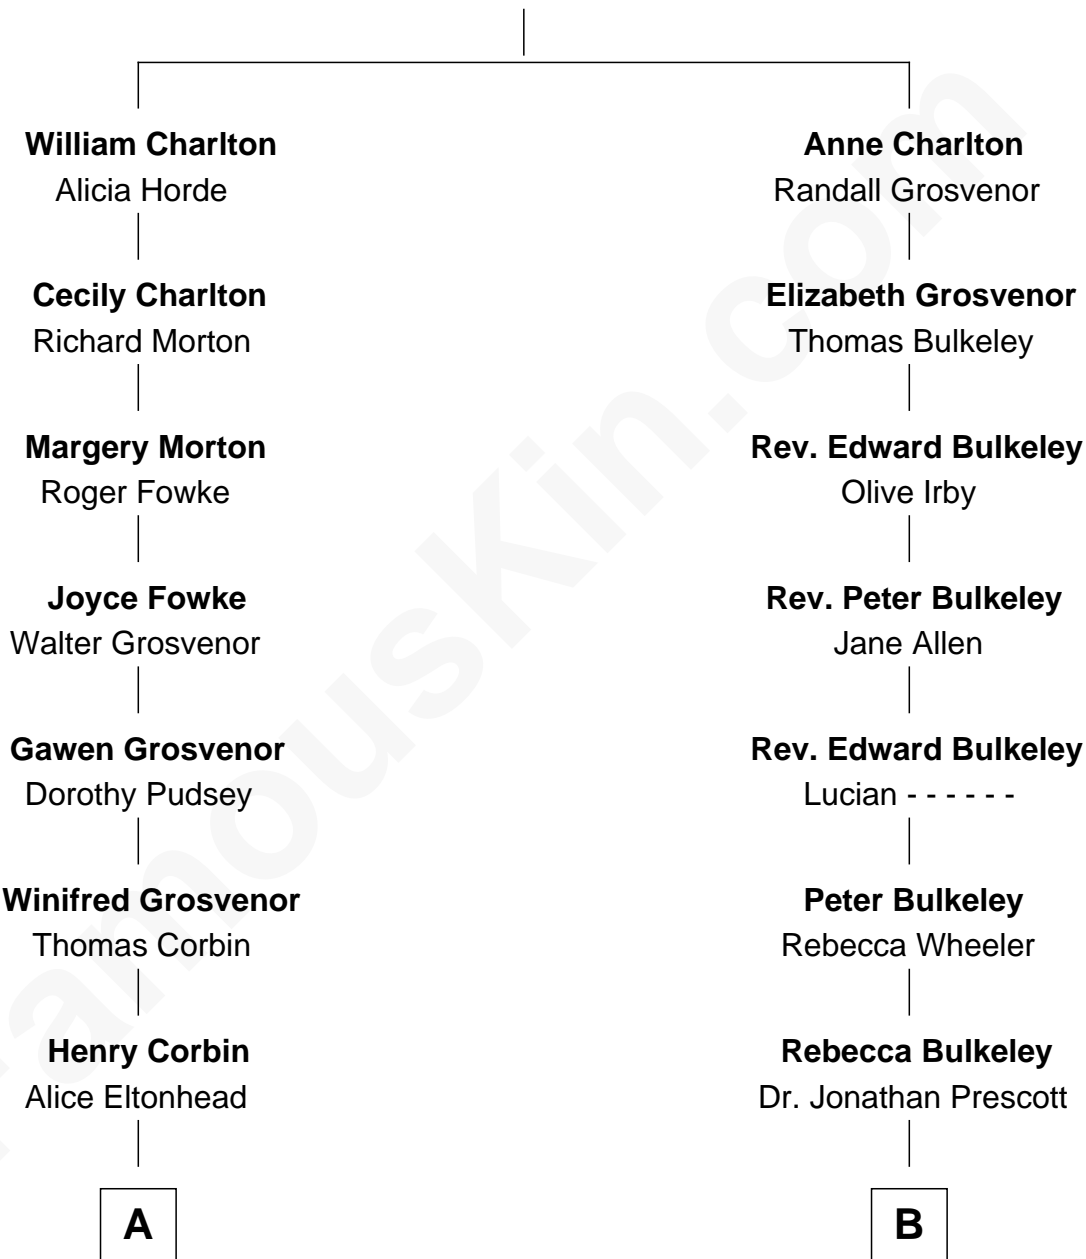 William Charlton
Alicia Horde
Anne Charlton
Randall Grosvenor
Cecily Charlton
Richard Morton
Elizabeth Grosvenor
Thomas Bulkeley
Margery Morton
Roger Fowke
Rev. Edward Bulkeley
Olive Irby
Joyce Fowke
Walter Grosvenor
Rev. Peter Bulkeley
Jane Allen
Gawen Grosvenor
Dorothy Pudsey
Rev. Edward Bulkeley
Lucian - - - - - -
Winifred Grosvenor
Thomas Corbin
Peter Bulkeley
Rebecca Wheeler
Henry Corbin
Alice Eltonhead
Rebecca Bulkeley
Dr. Jonathan Prescott
A
B
FamousKin.com